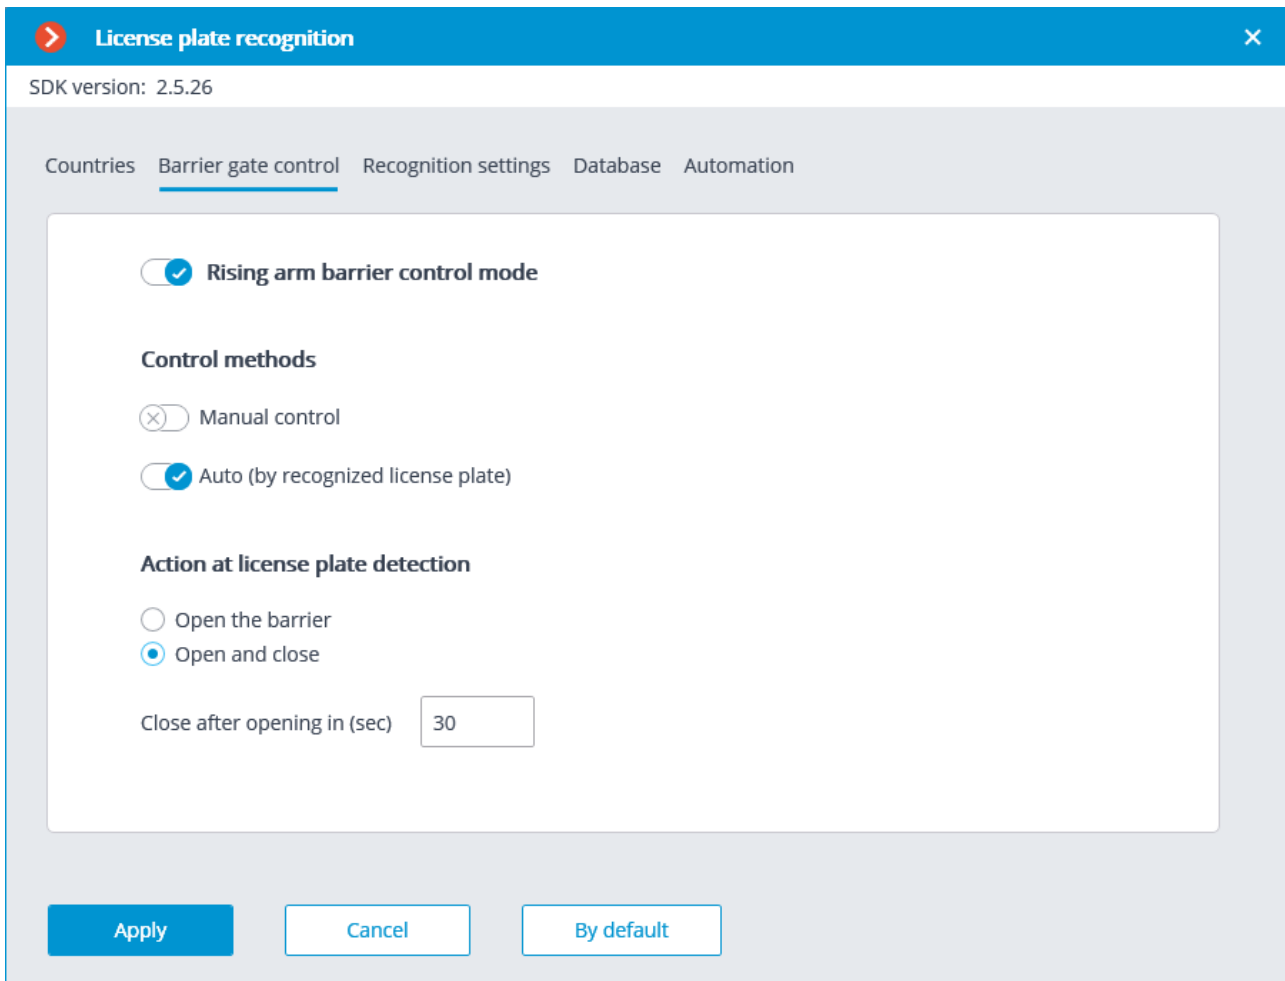 License plate recognition
SDK version: 2.5.26
Countries Barrier gate control Recognition settings Database Automation
Rising arm barrier control mode
Control methods
Manual control
Auto (by recognized license plate)
Action at license plate detection
Open the barrier
Open and close
Close after opening in (sec) 30
Apply Cancel By default